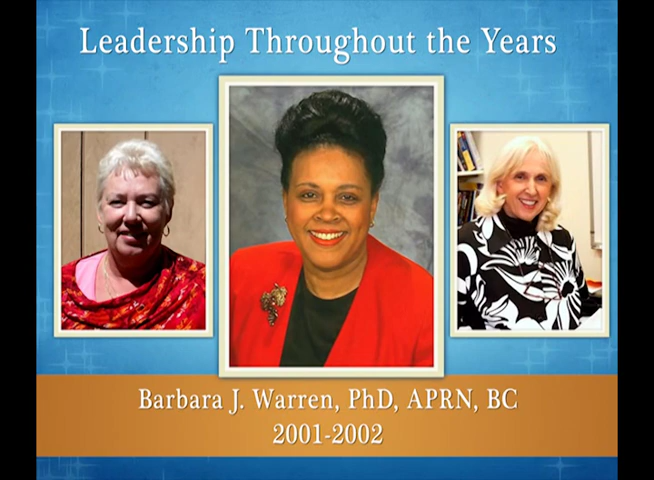 Leadership Throughout the Years
Barbara J. Warren, PhD, APRN, BC
2001-2002